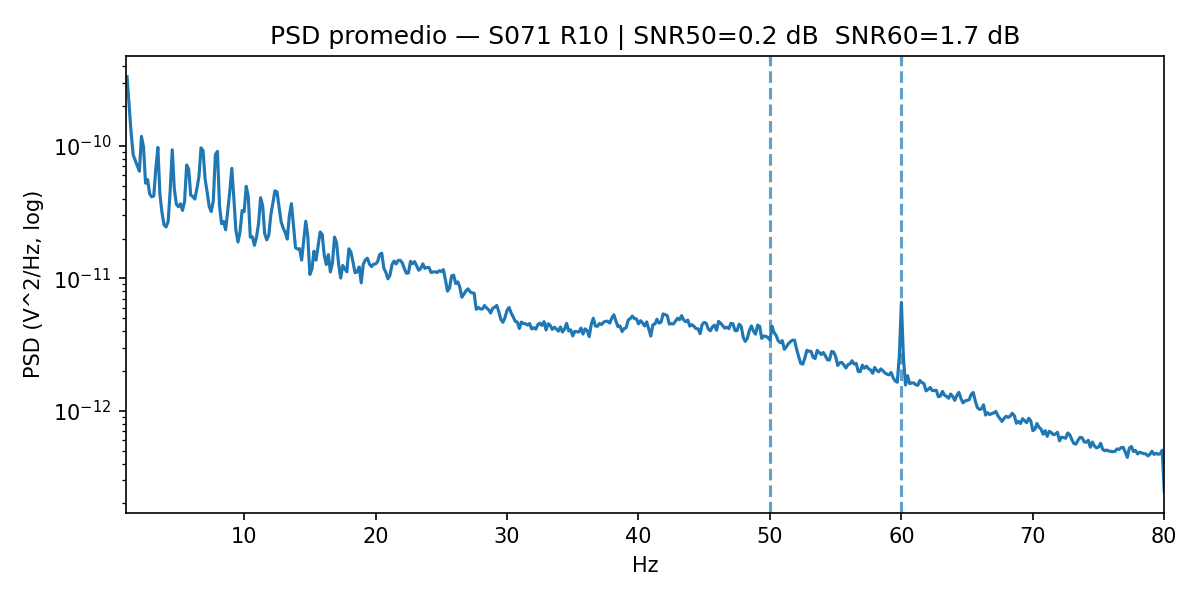 PSD promedio — S071 R10 | SNR50=0.2 dB  SNR60=1.7 dB
PSD (V^2/Hz, log)
10⁻¹⁰
10⁻¹¹
10⁻¹²
10 20 30 40 50 60 70 80
Hz